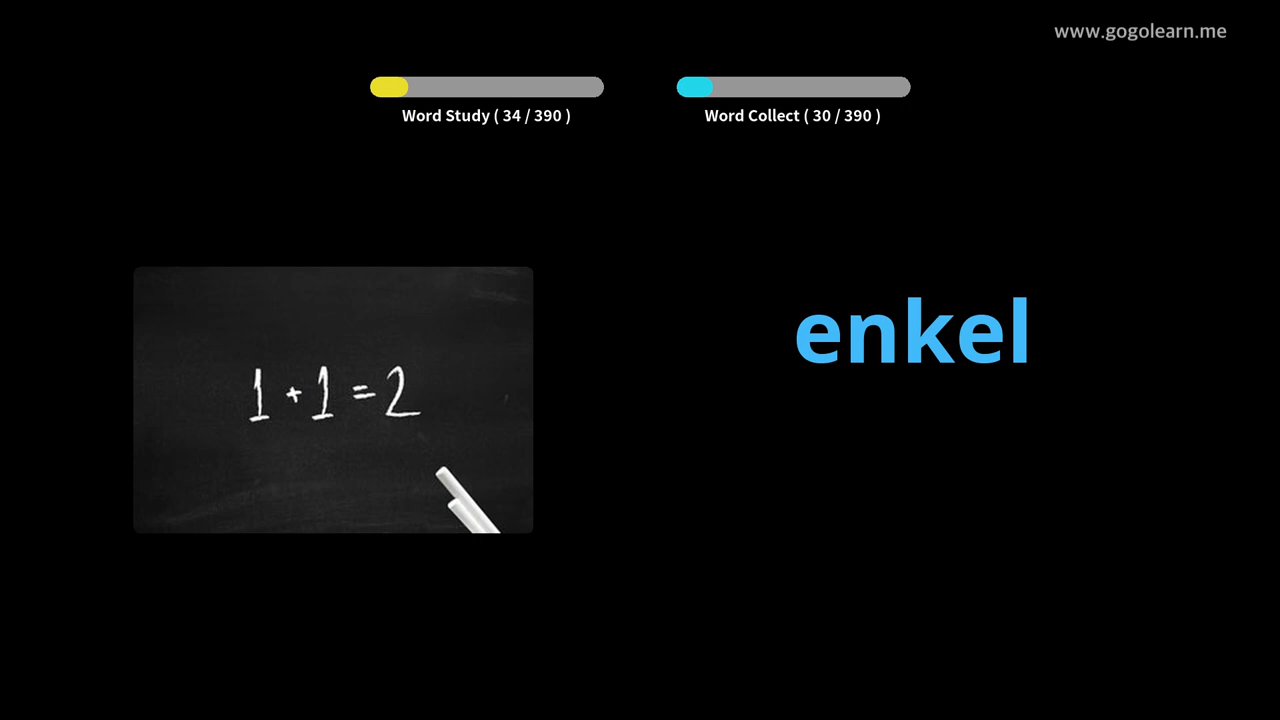 www.gogolearn.me
Word Study ( 34 / 390 )
Word Collect ( 30 / 390 )
enkel
1 + 1 = 2